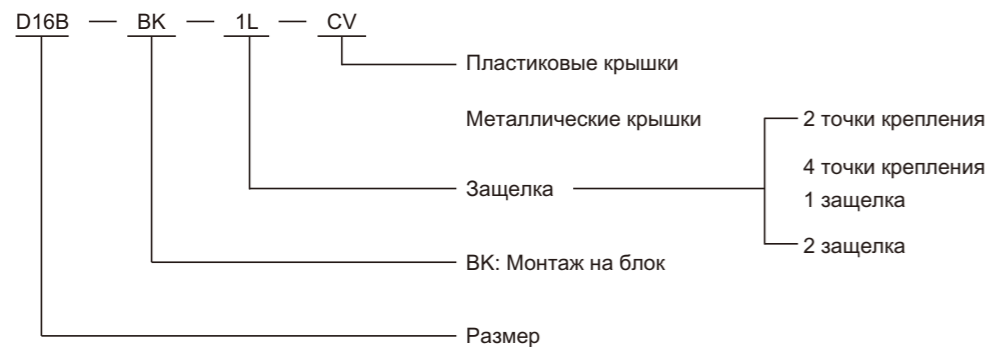 D16B — BK — 1L — CV
Пластиковые крышки
Металлические крышки
2 точки крепления
4 точки крепления
Защелка
1 защелка
2 защелка
BK: Монтаж на блок
Размер